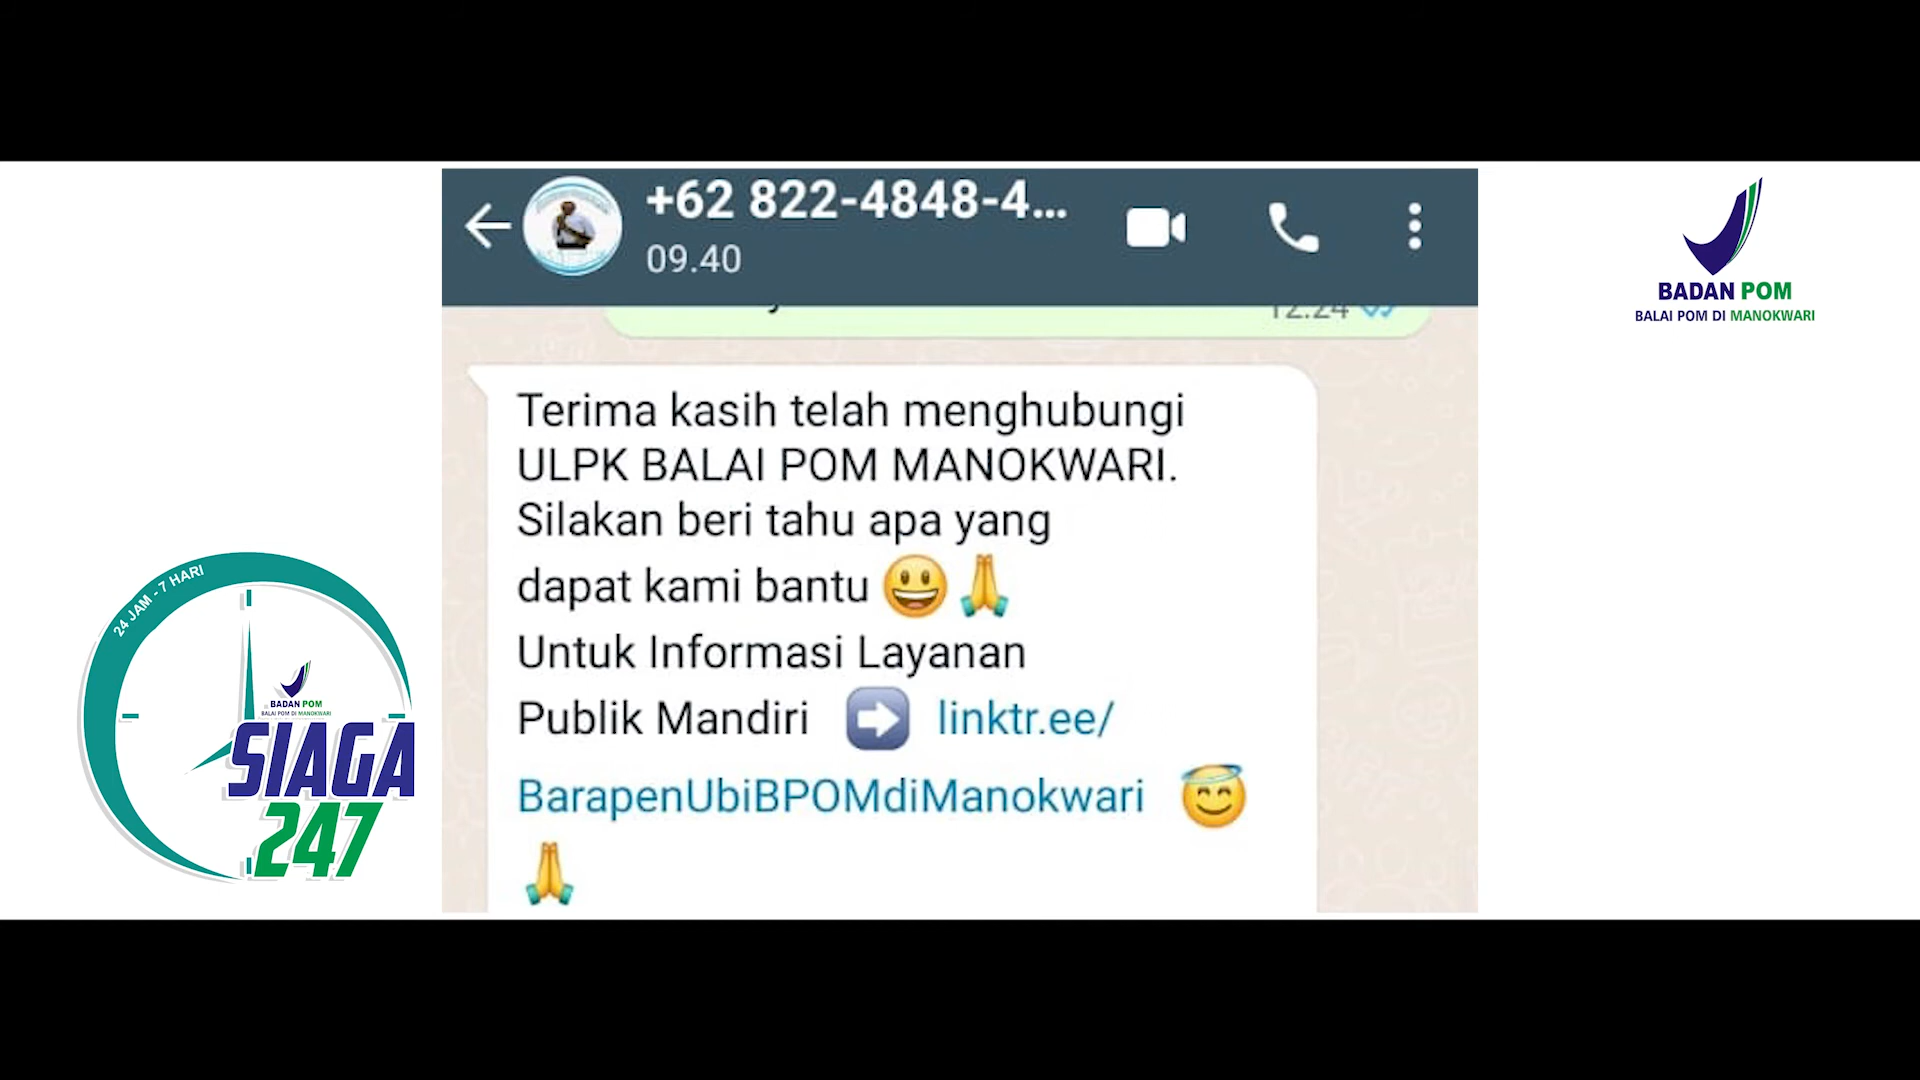 +62 822-4848-4...
09.40
12.24
Terima kasih telah menghubungi
ULPK BALAI POM MANOKWARI.
Silakan beri tahu apa yang
dapat kami bantu 😃🙏
Untuk Informasi Layanan
Publik Mandiri ➡️ linktr.ee/
BarapenUbiBPOMdiManokwari 😇
🙏
BADAN POM
BALAI POM DI MANOKWARI
24 JAM - 7 HARI
BADAN POM
BALAI POM DI MANOKWARI
SIAGA
247